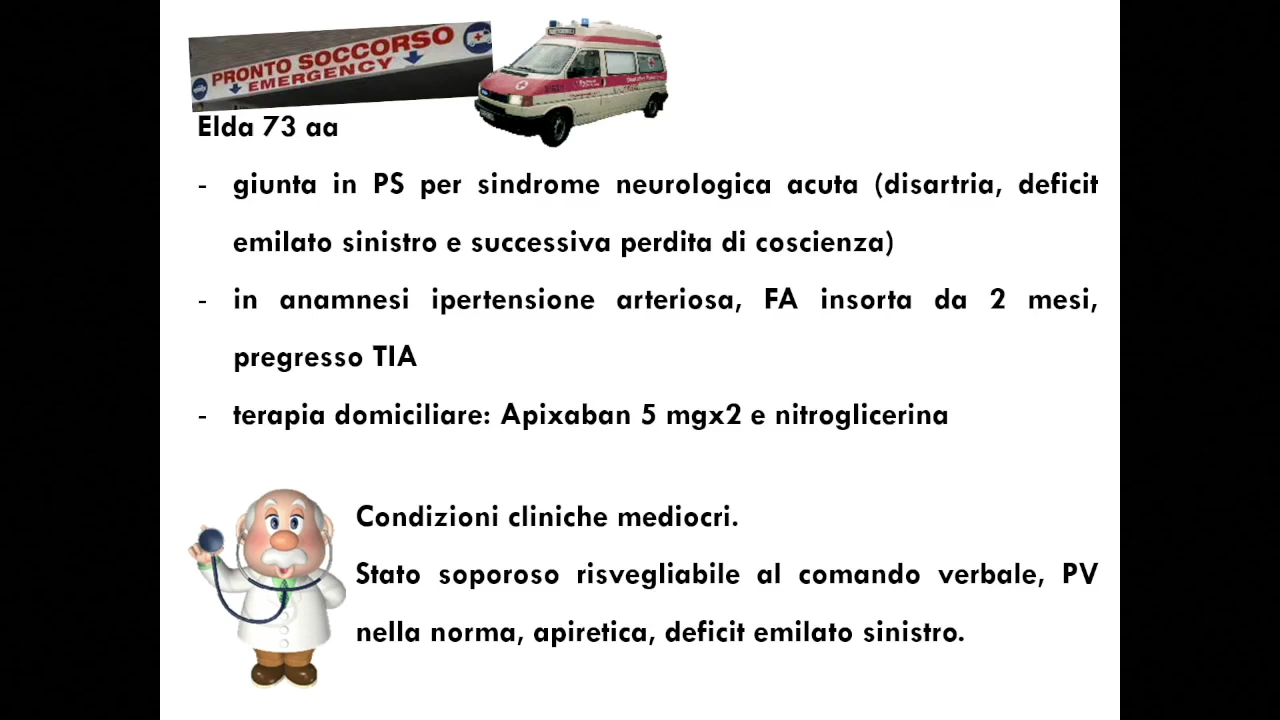 PRONTO SOCCORSO
EMERGENCY
Elda 73 aa
- giunta in PS per sindrome neurologica acuta (disartria, deficit
emilato sinistro e successiva perdita di coscienza)
- in anamnesi ipertensione arteriosa, FA insorta da 2 mesi,
pregresso TIA
- terapia domiciliare: Apixaban 5 mgx2 e nitroglicerina
Condizioni cliniche mediocri.
Stato soporoso risvegliabile al comando verbale, PV
nella norma, apiretica, deficit emilato sinistro.